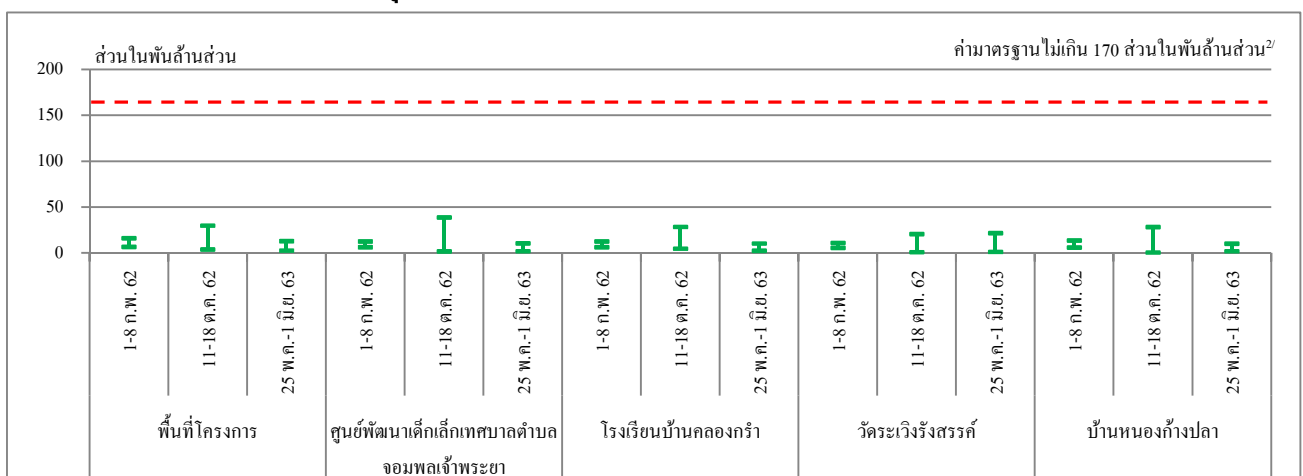 ส่วนในพันล้านส่วน
ค่ามาตรฐานไม่เกิน 170 ส่วนในพันล้านส่วน2/
200
150
100
50
0
1-8 ก.พ. 62
11-18 ต.ค. 62
25 พ.ค.-1 มิ.ย. 63
1-8 ก.พ. 62
11-18 ต.ค. 62
25 พ.ค.-1 มิ.ย. 63
1-8 ก.พ. 62
11-18 ต.ค. 62
25 พ.ค.-1 มิ.ย. 63
1-8 ก.พ. 62
11-18 ต.ค. 62
25 พ.ค.-1 มิ.ย. 63
1-8 ก.พ. 62
11-18 ต.ค. 62
25 พ.ค.-1 มิ.ย. 63
พื้นที่โครงการ
ศูนย์พัฒนาเด็กเล็กเทศบาลตำบล
จอมพลเจ้าพระยา
โรงเรียนบ้านคลองกรำ
วัดระเวิงรังสรรค์
บ้านหนองก้างปลา